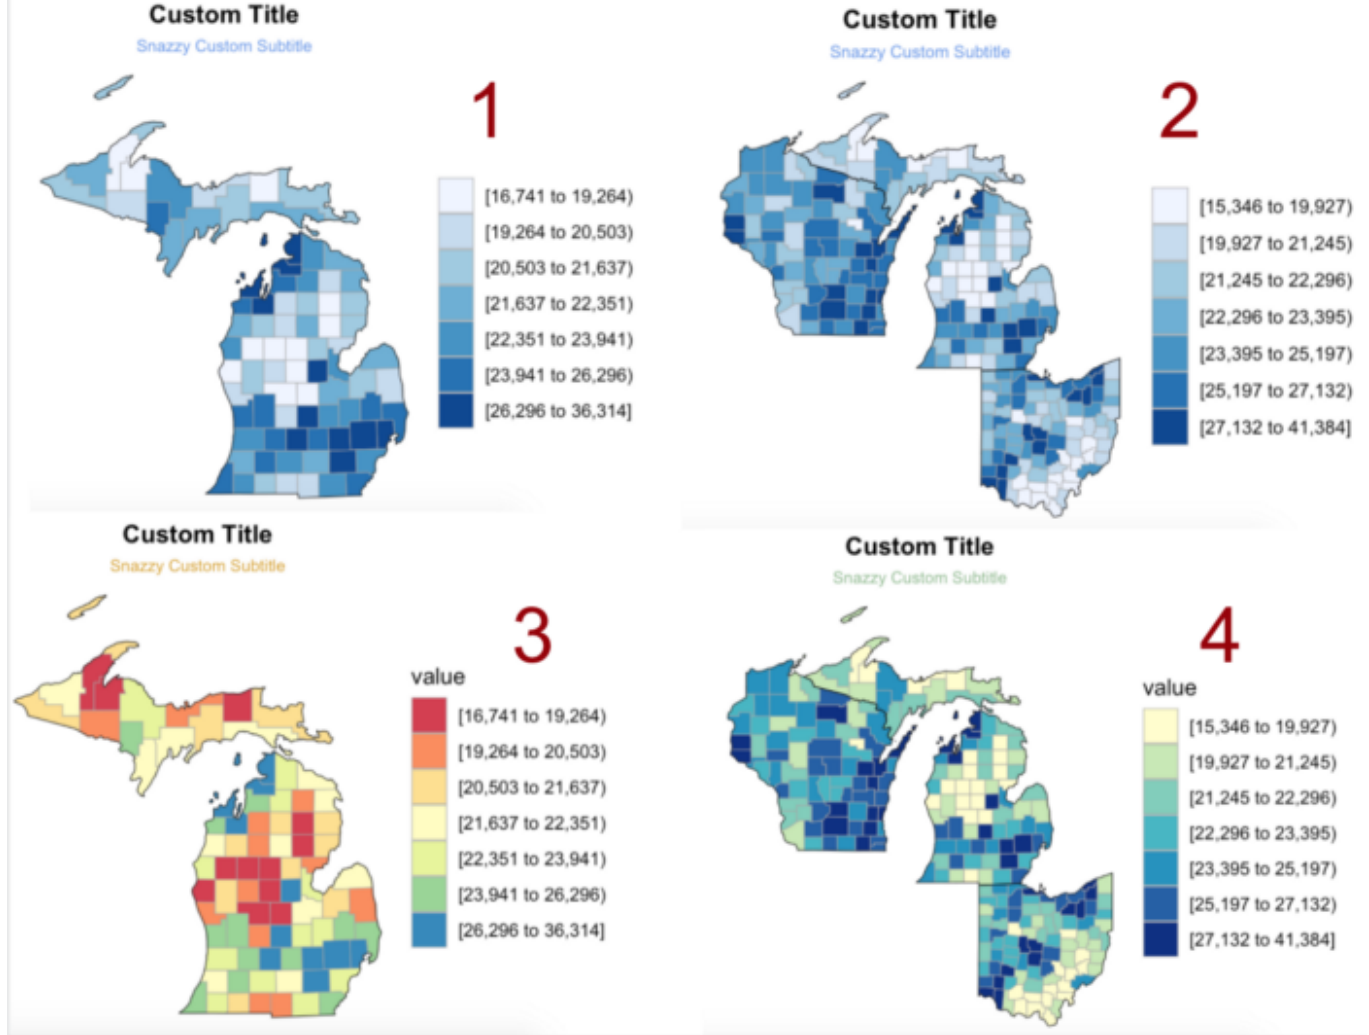 Custom Title
Snazzy Custom Subtitle
1
[16,741 to 19,264)
[19,264 to 20,503)
[20,503 to 21,637)
[21,637 to 22,351)
[22,351 to 23,941)
[23,941 to 26,296)
[26,296 to 36,314]
Custom Title
Snazzy Custom Subtitle
2
[15,346 to 19,927)
[19,927 to 21,245)
[21,245 to 22,296)
[22,296 to 23,395)
[23,395 to 25,197)
[25,197 to 27,132)
[27,132 to 41,384]
Custom Title
Snazzy Custom Subtitle
3
value
[16,741 to 19,264)
[19,264 to 20,503)
[20,503 to 21,637)
[21,637 to 22,351)
[22,351 to 23,941)
[23,941 to 26,296)
[26,296 to 36,314]
Custom Title
Snazzy Custom Subtitle
4
value
[15,346 to 19,927)
[19,927 to 21,245)
[21,245 to 22,296)
[22,296 to 23,395)
[23,395 to 25,197)
[25,197 to 27,132)
[27,132 to 41,384]